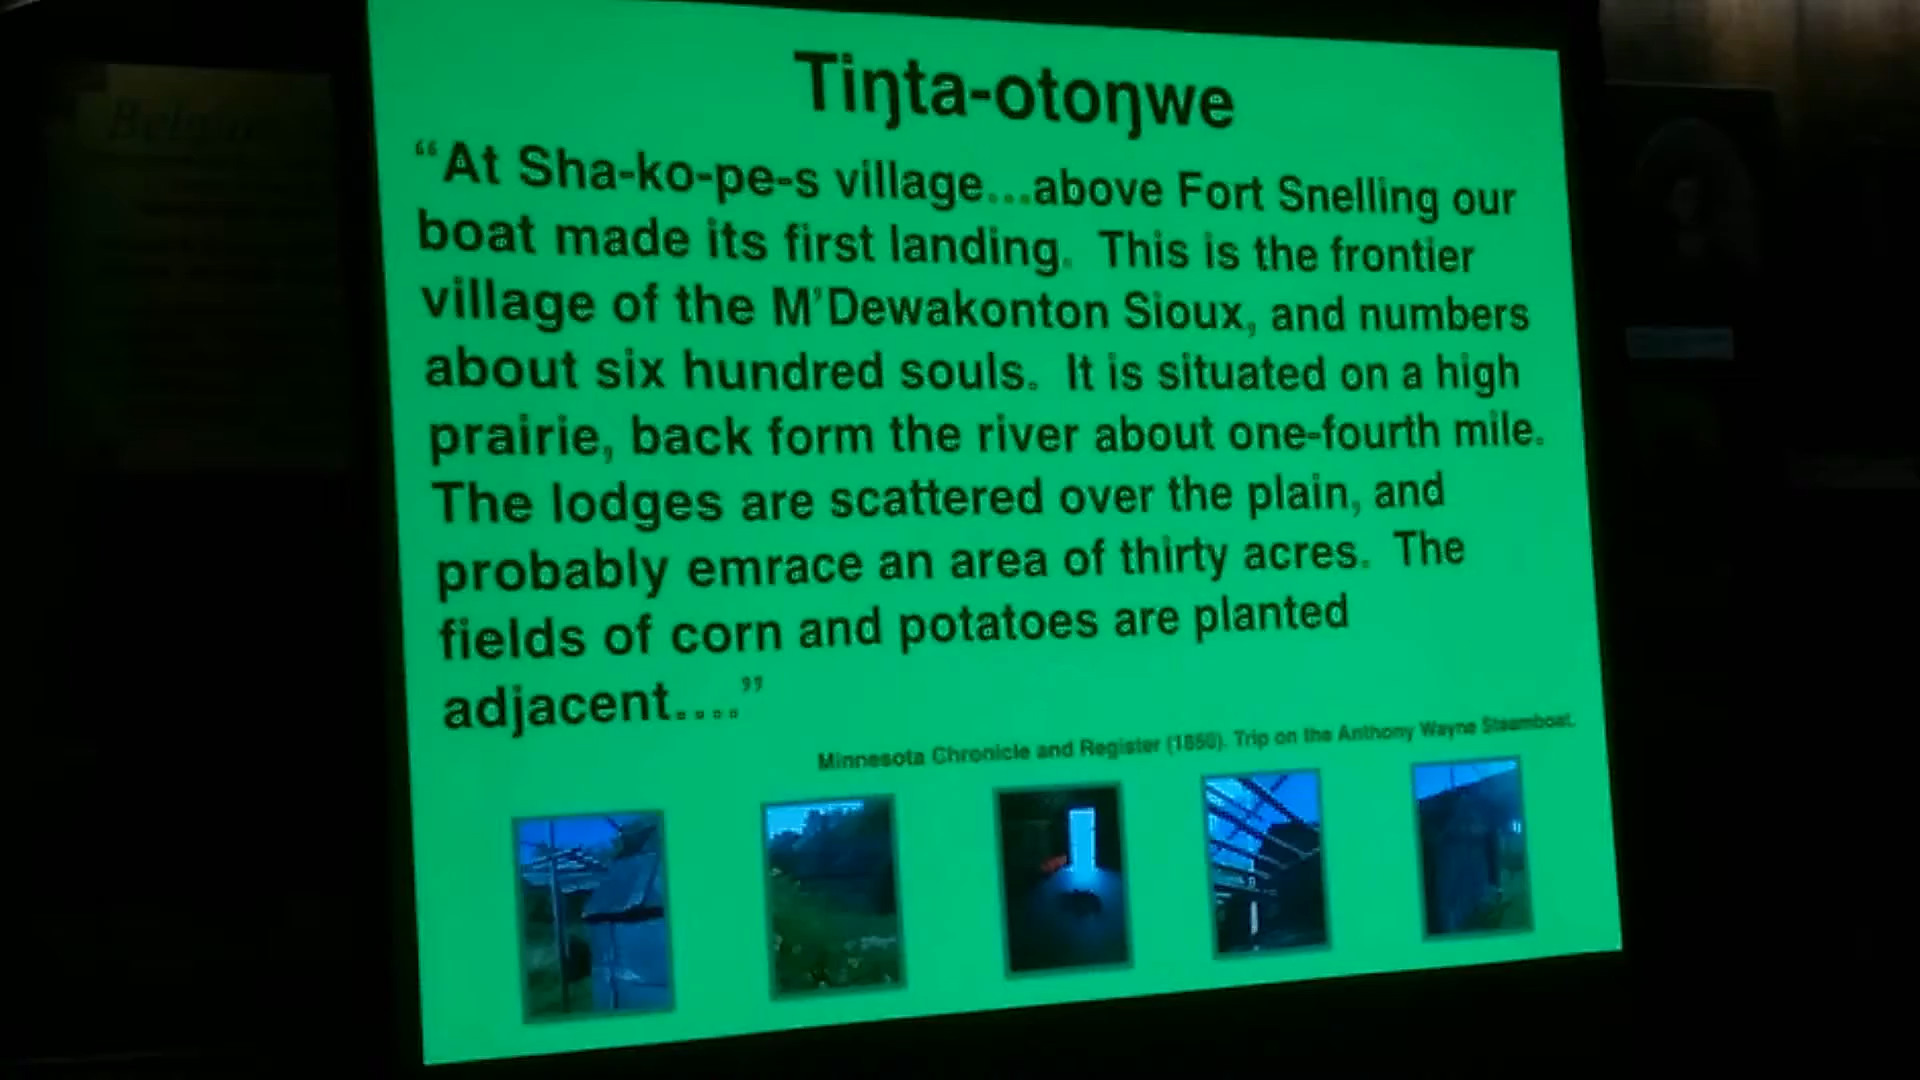 Tiŋta-otoŋwe
“At Sha-ko-pe-s village...above Fort Snelling our
boat made its first landing.  This is the frontier
village of the M’Dewakonton Sioux, and numbers
about six hundred souls.  It is situated on a high
prairie, back form the river about one-fourth mile.
The lodges are scattered over the plain, and
probably emrace an area of thirty acres.  The
fields of corn and potatoes are planted
adjacent....”
Minnesota Chronicle and Register (1850). Trip on the Anthony Wayne Steamboat.